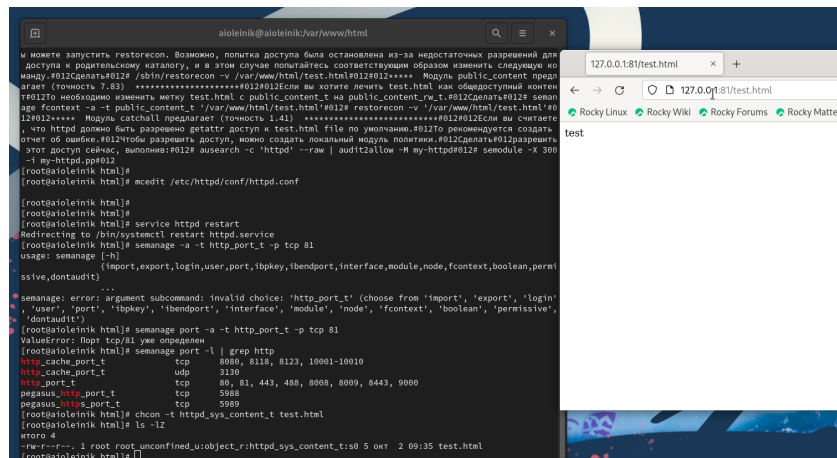 aioleinik@aioleinik:/var/www/html
ы можете запустить restorecon. Возможно, попытка доступа была остановлена из-за недостаточных разрешений для
доступа к родительскому каталогу, и в этом случае попытайтесь соответствующим образом изменить следующую ко
манду.#012Сделать#012# /sbin/restorecon -v /var/www/html/test.html#012#012***** Модуль public_content предл
агает (точность 7.83) *******************#012#012Если вы хотите лечить test.html как общедоступный контен
т#012То необходимо изменить метку test.html с public_content_t на public_content_rw_t.#012Сделать#012# seman
age fcontext -a -t public_content_t '/var/www/html/test.html'#012# restorecon -v '/var/www/html/test.html'#0
12#012***** Модуль catchall предлагает (точность 1.41) **************************#012#012Если вы считаете
, что httpd должно быть разрешено getattr доступ к test.html file по умолчанию.#012То рекомендуется создать
отчет об ошибке.#012Чтобы разрешить доступ, можно создать локальный модуль политики.#012Сделать#012разрешить
этот доступ сейчас, выполнив:#012# ausearch -c 'httpd' --raw | audit2allow -M my-httpd#012# semodule -X 300
-i my-httpd.pp#012
[root@aioleinik html]#
[root@aioleinik html]# mcedit /etc/httpd/conf/httpd.conf
[root@aioleinik html]#
[root@aioleinik html]#
[root@aioleinik html]# service httpd restart
Redirecting to /bin/systemctl restart httpd.service
[root@aioleinik html]# semanage -a -t http_port_t -p tcp 81
usage: semanage [-h]
{import,export,login,user,port,ibpkey,ibendport,interface,module,node,fcontext,boolean,permi
ssive,dontaudit}
...
semanage: error: argument subcommand: invalid choice: 'http_port_t' (choose from 'import', 'export', 'login'
, 'user', 'port', 'ibpkey', 'ibendport', 'interface', 'module', 'node', 'fcontext', 'boolean', 'permissive',
'dontaudit')
[root@aioleinik html]# semanage port -a -t http_port_t -p tcp 81
ValueError: Порт tcp/81 уже определен
[root@aioleinik html]# semanage port -l | grep http
http_cache_port_t tcp 8080, 8118, 8123, 10001-10010
http_cache_port_t udp 3130
http_port_t tcp 80, 81, 443, 488, 8008, 8009, 8443, 9000
pegasus_http_port_t tcp 5988
pegasus_https_port_t tcp 5989
[root@aioleinik html]# chcon -t httpd_sys_content_t test.html
[root@aioleinik html]# ls -lZ
итого 4
-rw-r--r--. 1 root root unconfined_u:object_r:httpd_sys_content_t:s0 5 окт 2 09:35 test.html
[root@aioleinik html]#
127.0.0.1:81/test.html
127.0.0.1:81/test.html
Rocky Linux Rocky Wiki Rocky Forums Rocky Matte
test